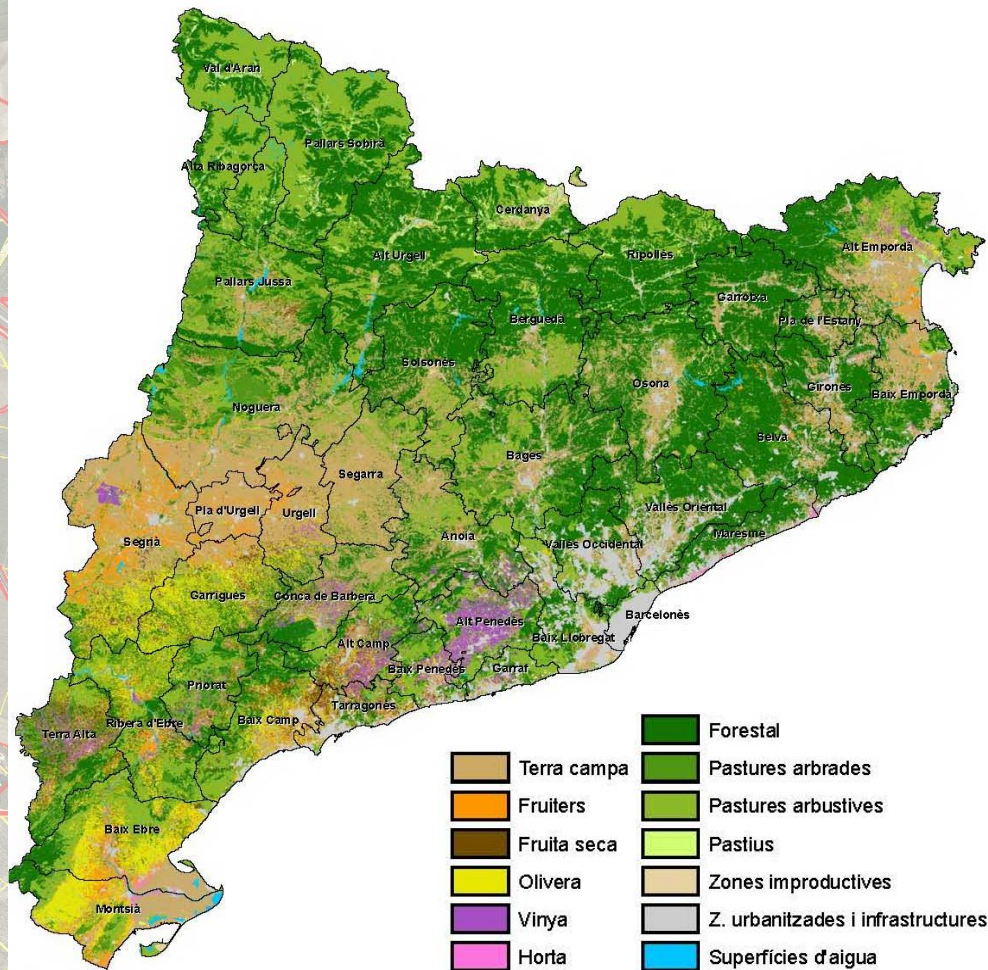 Val d'Aran
Pallars Sobirà
Alta Ribagorça
Cerdanya
Alt Urgell
Ripollès
Alt Empordà
Pallars Jussà
Garrotxa
Berguedà
Pla de l'Estany
Solsonès
Osona
Gironès
Baix Empordà
Noguera
Selva
Bages
Segarra
Pla d'Urgell
Urgell
Vallès Oriental
Segrià
Anoia
Vallès Occidental
Maresme
Garrigues
Conca de Barberà
Barcelonès
Alt Penedès
Baix Llobregat
Alt Camp
Baix Penedès
Garraf
Priorat
Tarragonès
Ribera d'Ebre
Baix Camp
Terra Alta
Baix Ebre
Montsià
Terra campa
Fruiters
Fruita seca
Olivera
Vinya
Horta
Forestal
Pastures arbrades
Pastures arbustives
Pastius
Zones improductives
Z. urbanitzades i infrastructures
Superfícies d'aigua